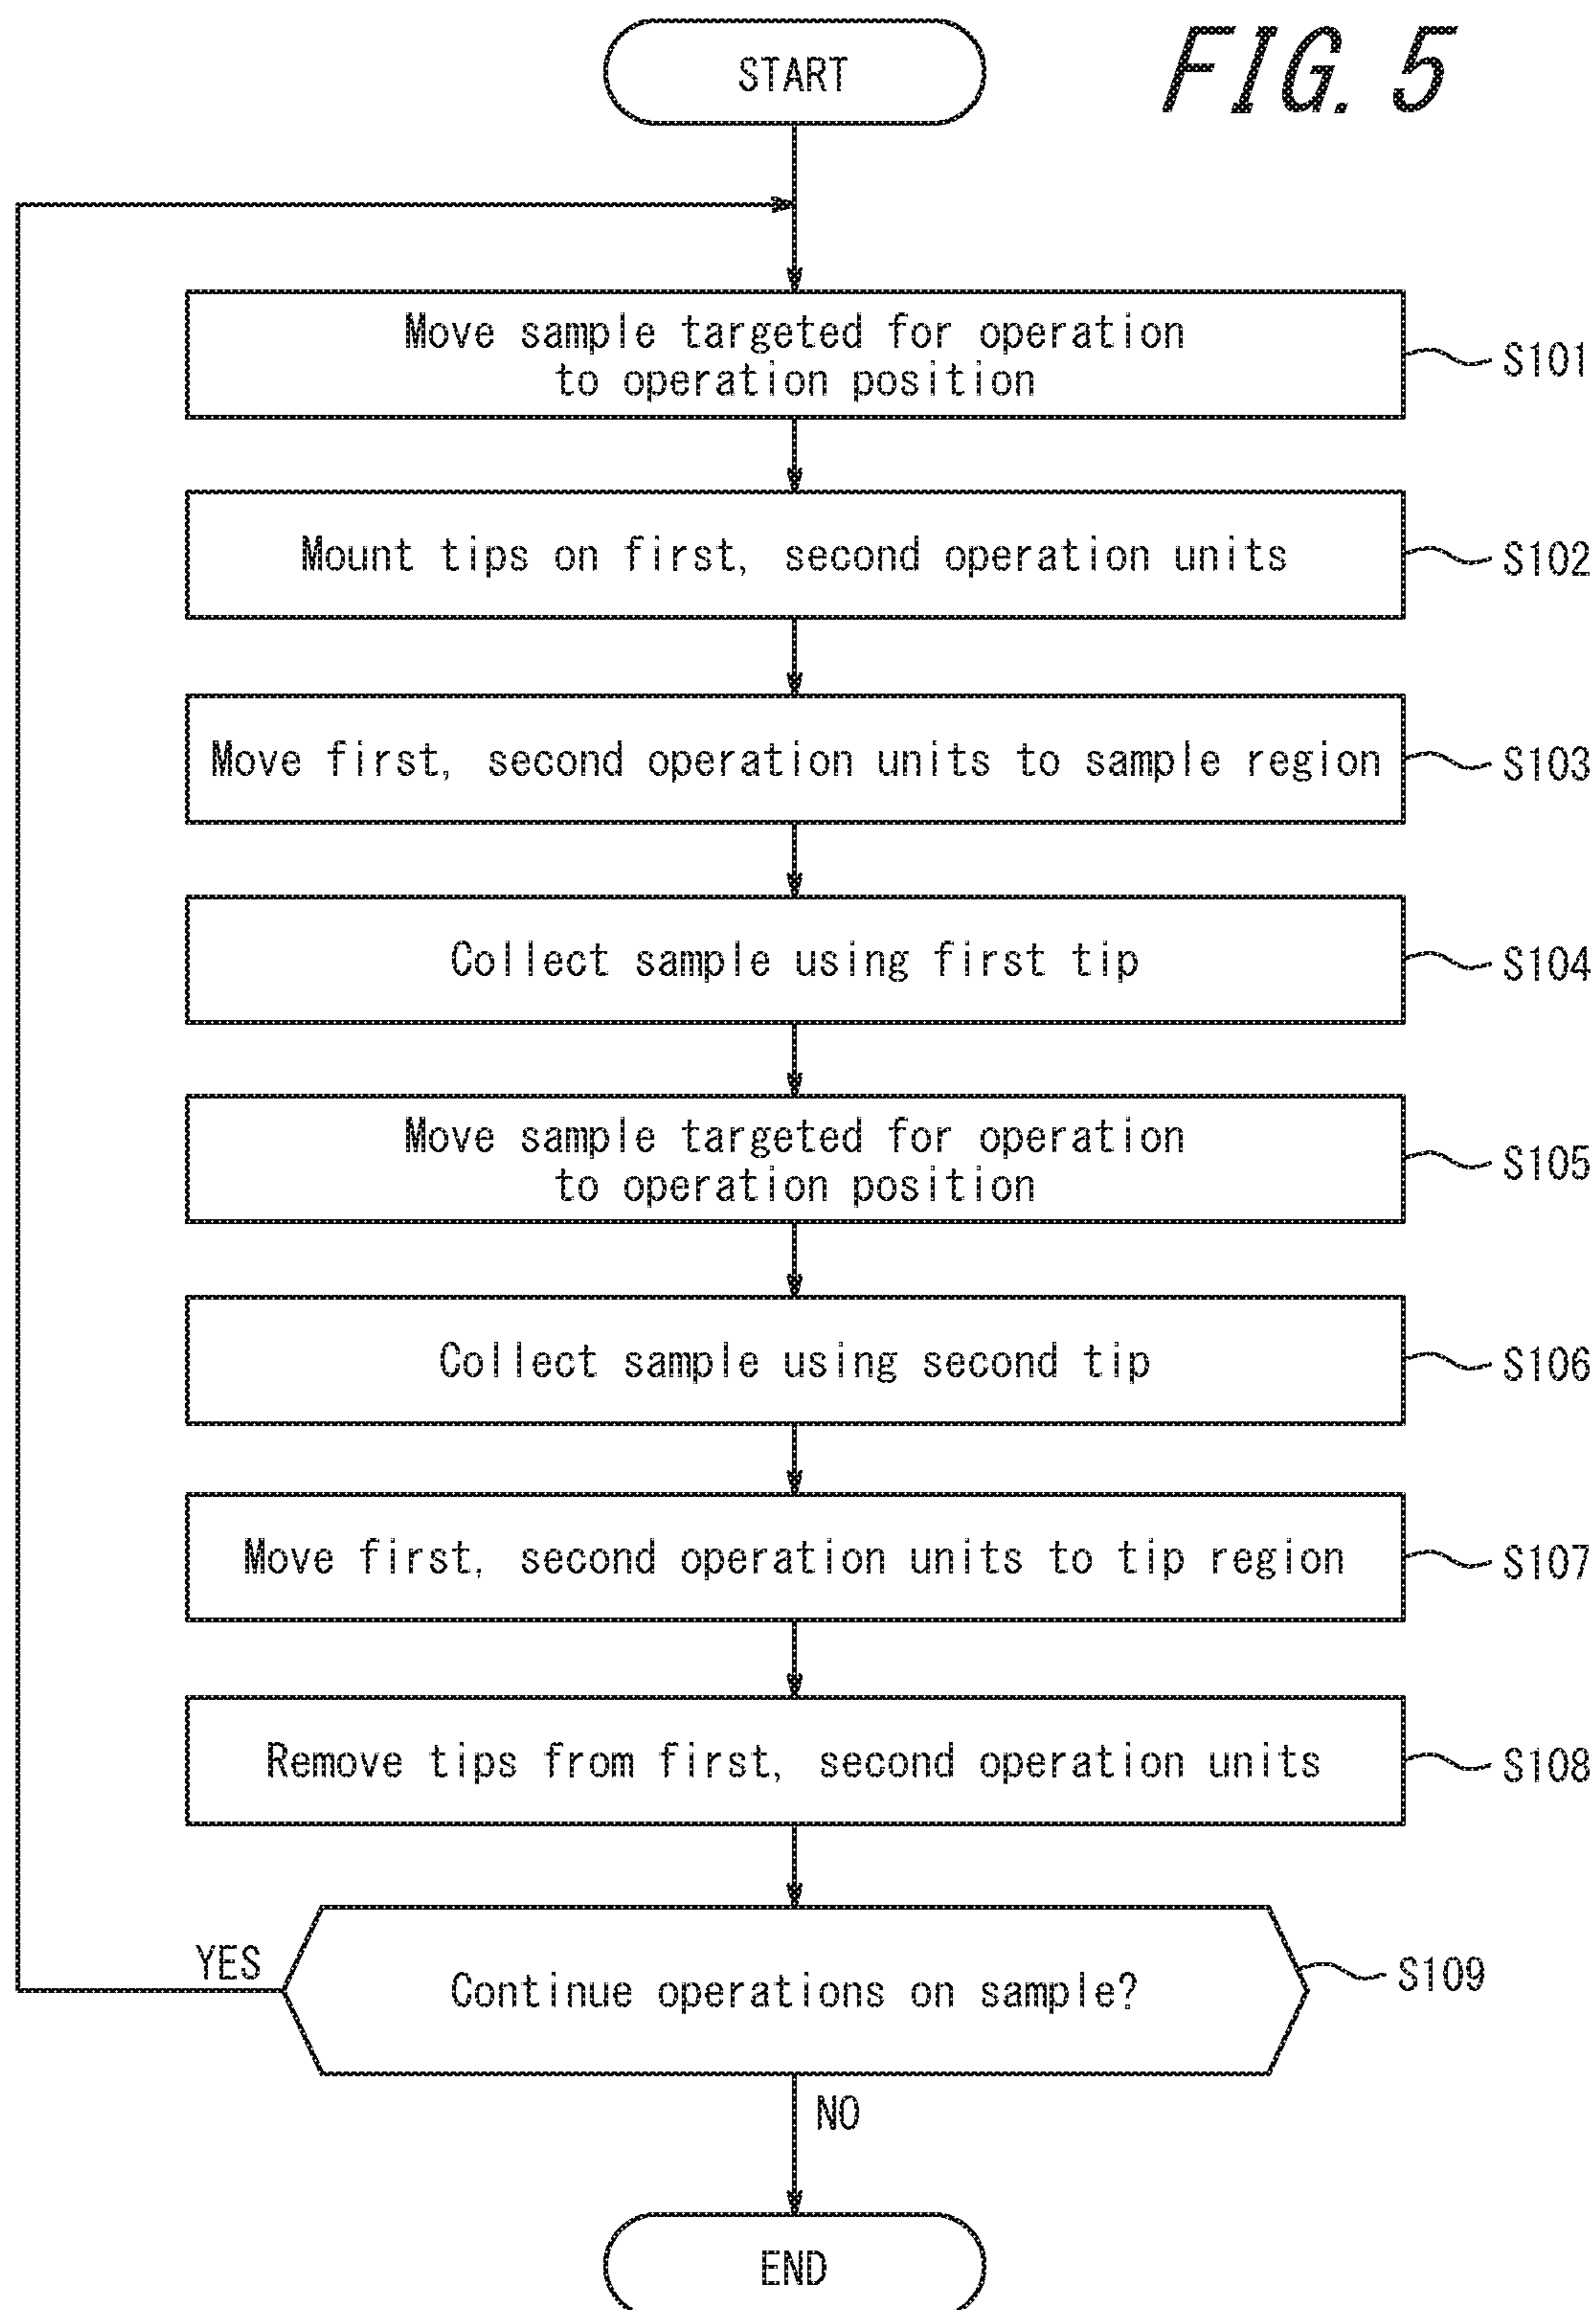 START
FIG. 5
Move sample targeted for operation
to operation position
S101
Mount tips on first, second operation units
S102
Move first, second operation units to sample region
S103
Collect sample using first tip
S104
Move sample targeted for operation
to operation position
S105
Collect sample using second tip
S106
Move first, second operation units to tip region
S107
Remove tips from first, second operation units
S108
YES
Continue operations on sample?
S109
NO
END